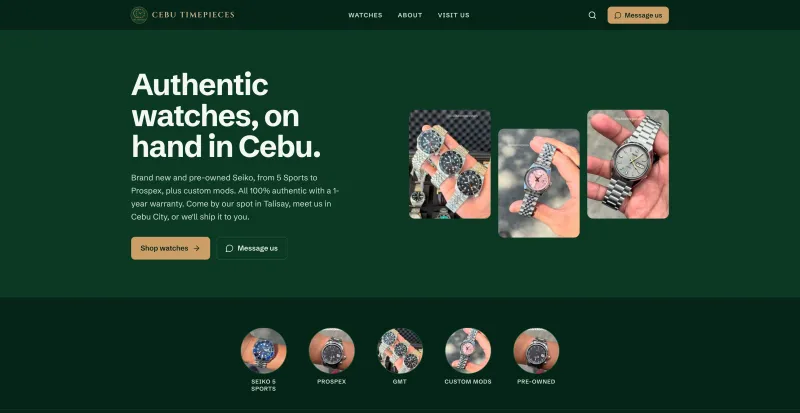 CEBU TIMEPIECES
WATCHES
ABOUT
VISIT US
Message us
Authentic
watches, on
hand in Cebu.
Brand new and pre-owned Seiko, from 5 Sports to
Prospex, plus custom mods. All 100% authentic with a 1-
year warranty. Come by our spot in Talisay, meet us in
Cebu City, or we'll ship it to you.
Shop watches
Message us
SEIKO 5
SPORTS
PROSPEX
GMT
CUSTOM MODS
PRE-OWNED